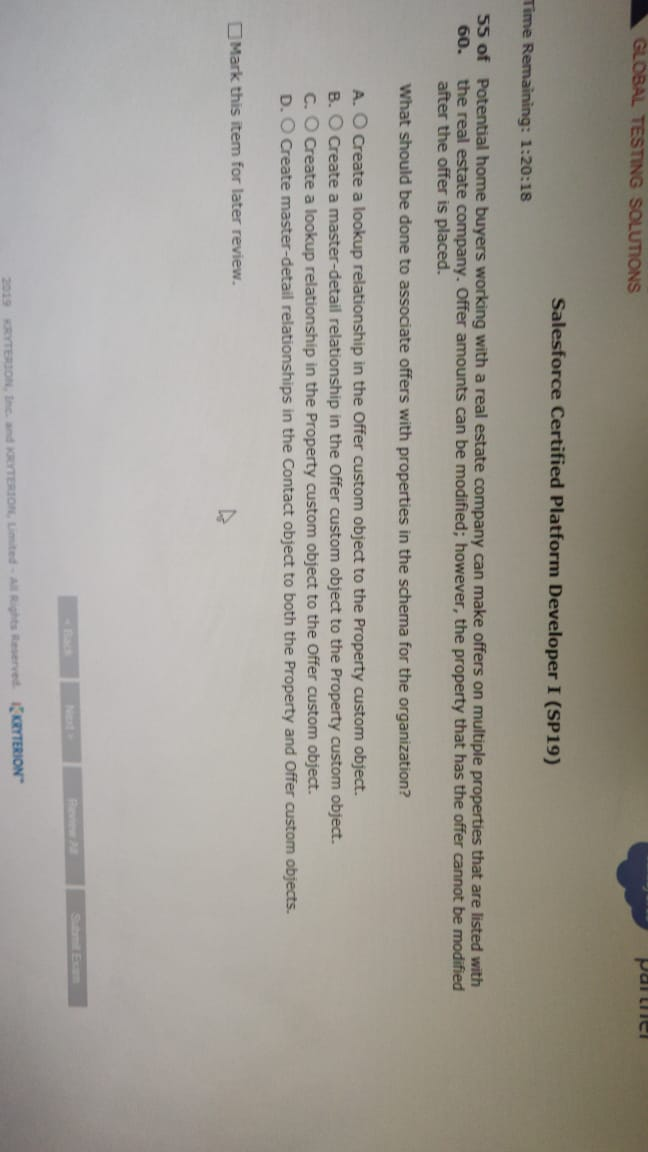 GLOBAL TESTING SOLUTIONS
partner
Salesforce Certified Platform Developer I (SP19)
Time Remaining: 1:20:18
55 of 60. Potential home buyers working with a real estate company can make offers on multiple properties that are listed with
the real estate company. Offer amounts can be modified; however, the property that has the offer cannot be modified
after the offer is placed.
What should be done to associate offers with properties in the schema for the organization?
A. Create a lookup relationship in the Offer custom object to the Property custom object.
B. Create a master-detail relationship in the Offer custom object to the Property custom object.
C. Create a lookup relationship in the Property custom object to the Offer custom object.
D. Create master-detail relationships in the Contact object to both the Property and Offer custom objects.
Mark this item for later review.
< Back Next > Review All Submit Exam
2019 KRYTERION, Inc. and KRYTERION, Limited - All Rights Reserved. KRYTERION™